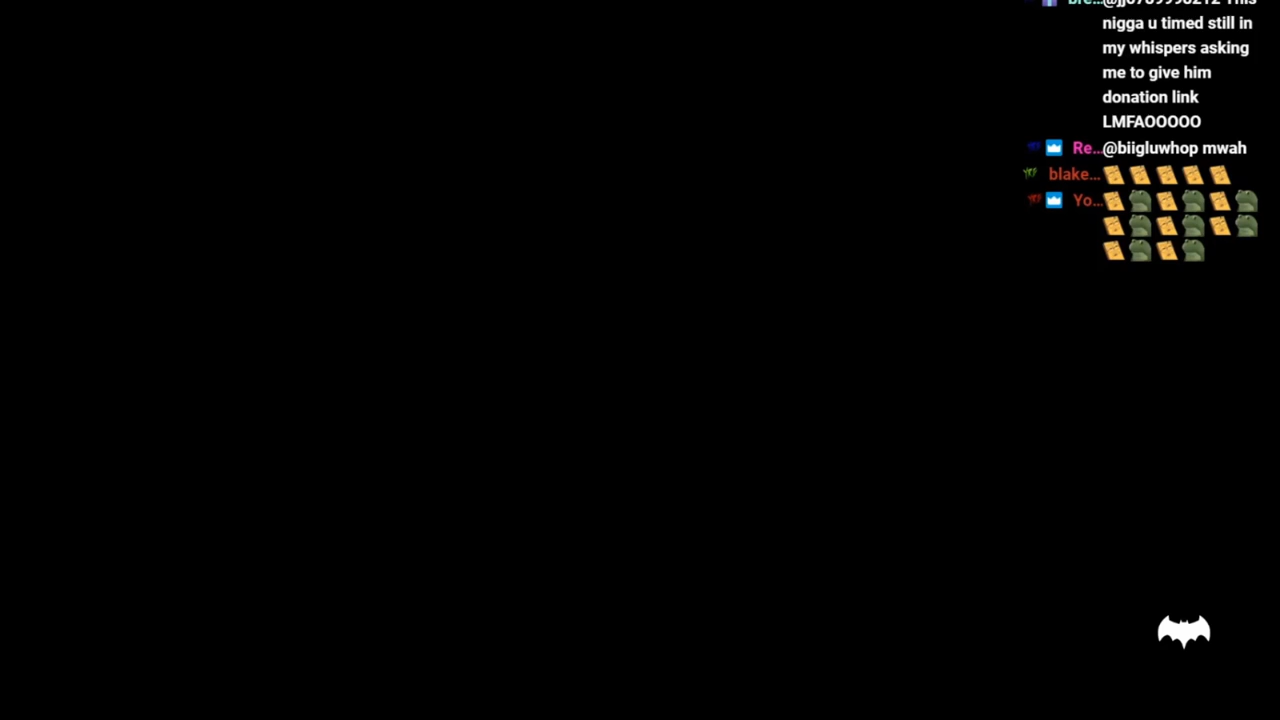 bre...
nigga u timed still in
my whispers asking
me to give him
donation link
LMFAOOOOO
Re... @biigluwhop mwah
blake...
Yo...